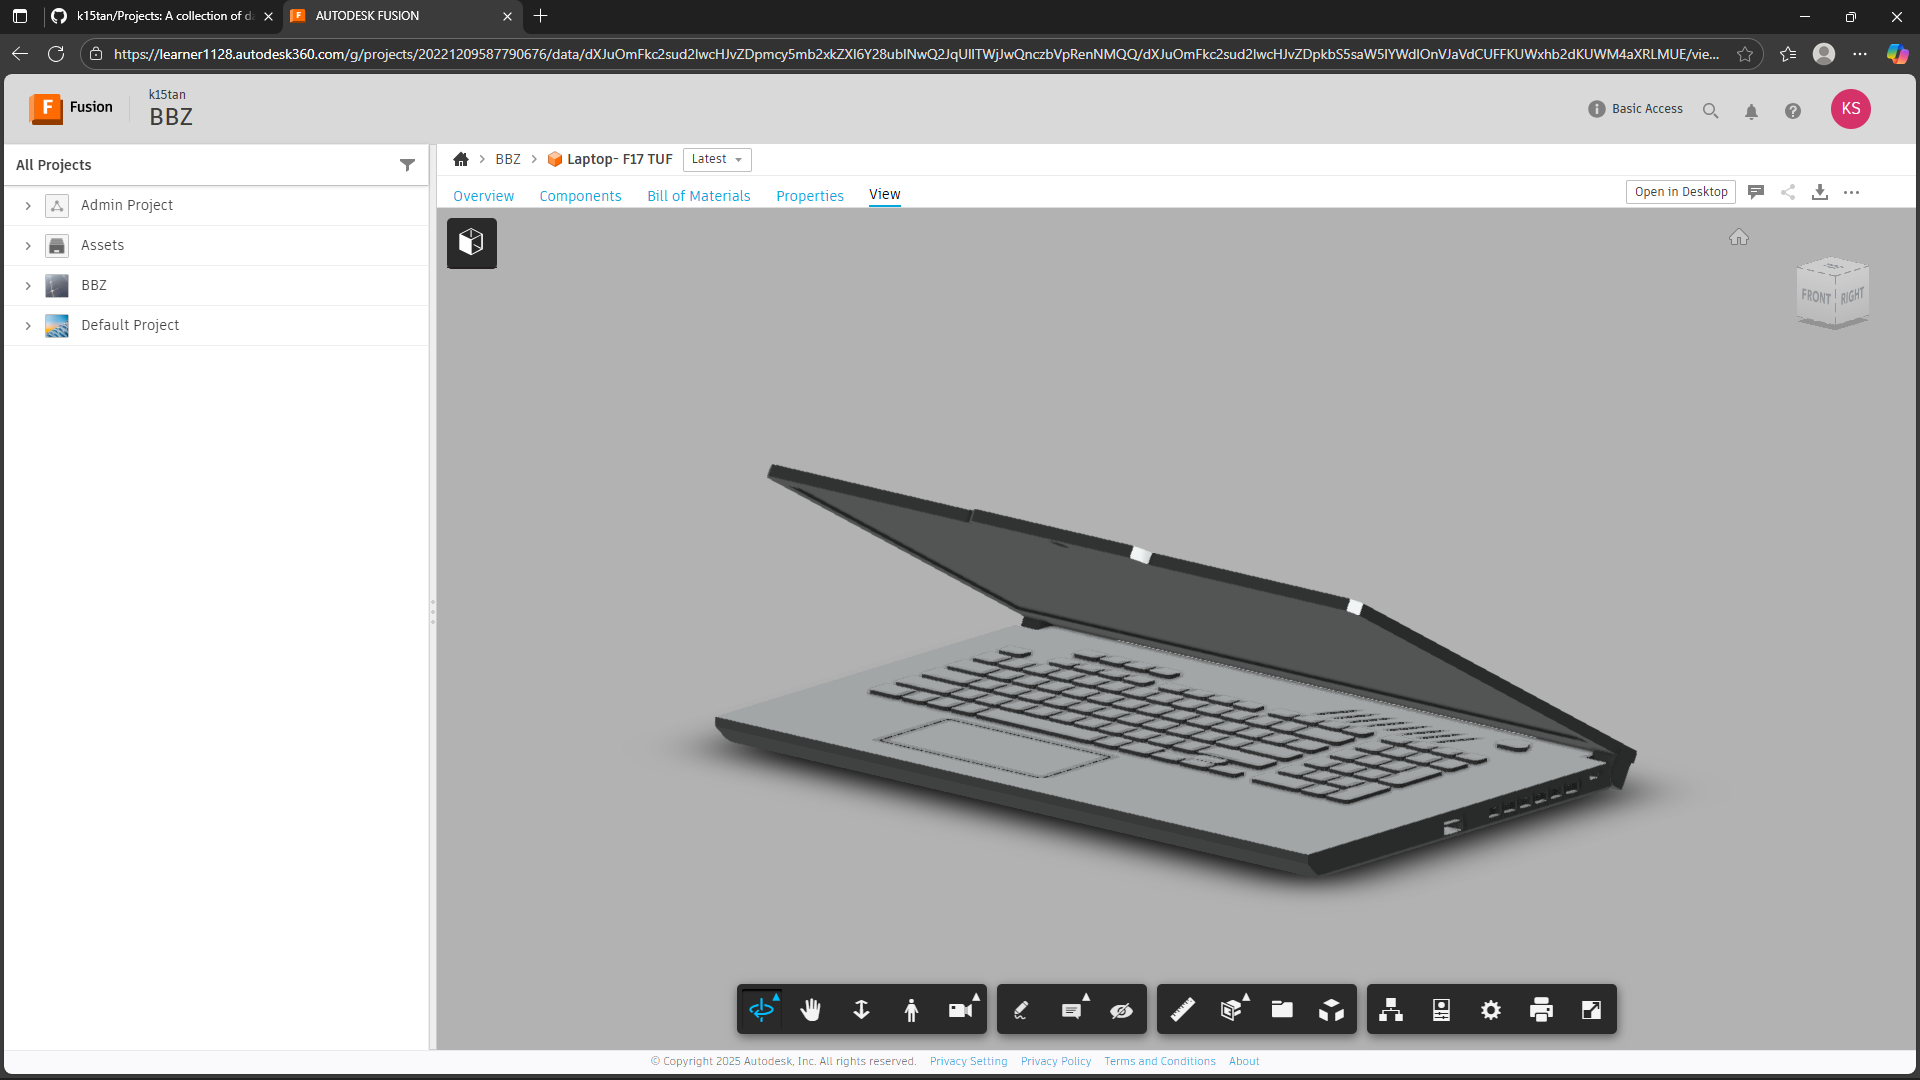 k15tan/Projects: A collection of d
AUTODESK FUSION
https://learner1128.autodesk360.com/g/projects/20221209587790676/data/dXJuOmFkc2sud2lwcHJvZDpmcy5mb2xkZXI6Y28ublNwQ2JqUllTWjJwQnczbVpRenNMQQ/dXJuOmFkc2sud2lwcHJvZDpkbS5saW5lYWdlOnVJaVdCUFFKUWxhb2dKUWM4aXRLMUE/vie...
F
Fusion
k15tan
BBZ
Basic Access
KS
All Projects
Admin Project
Assets
BBZ
Default Project
BBZ
Laptop- F17 TUF
Latest
Overview
Components
Bill of Materials
Properties
View
Open in Desktop
FRONT
RIGHT
© Copyright 2025 Autodesk, Inc. All rights reserved.
Privacy Setting
Privacy Policy
Terms and Conditions
About